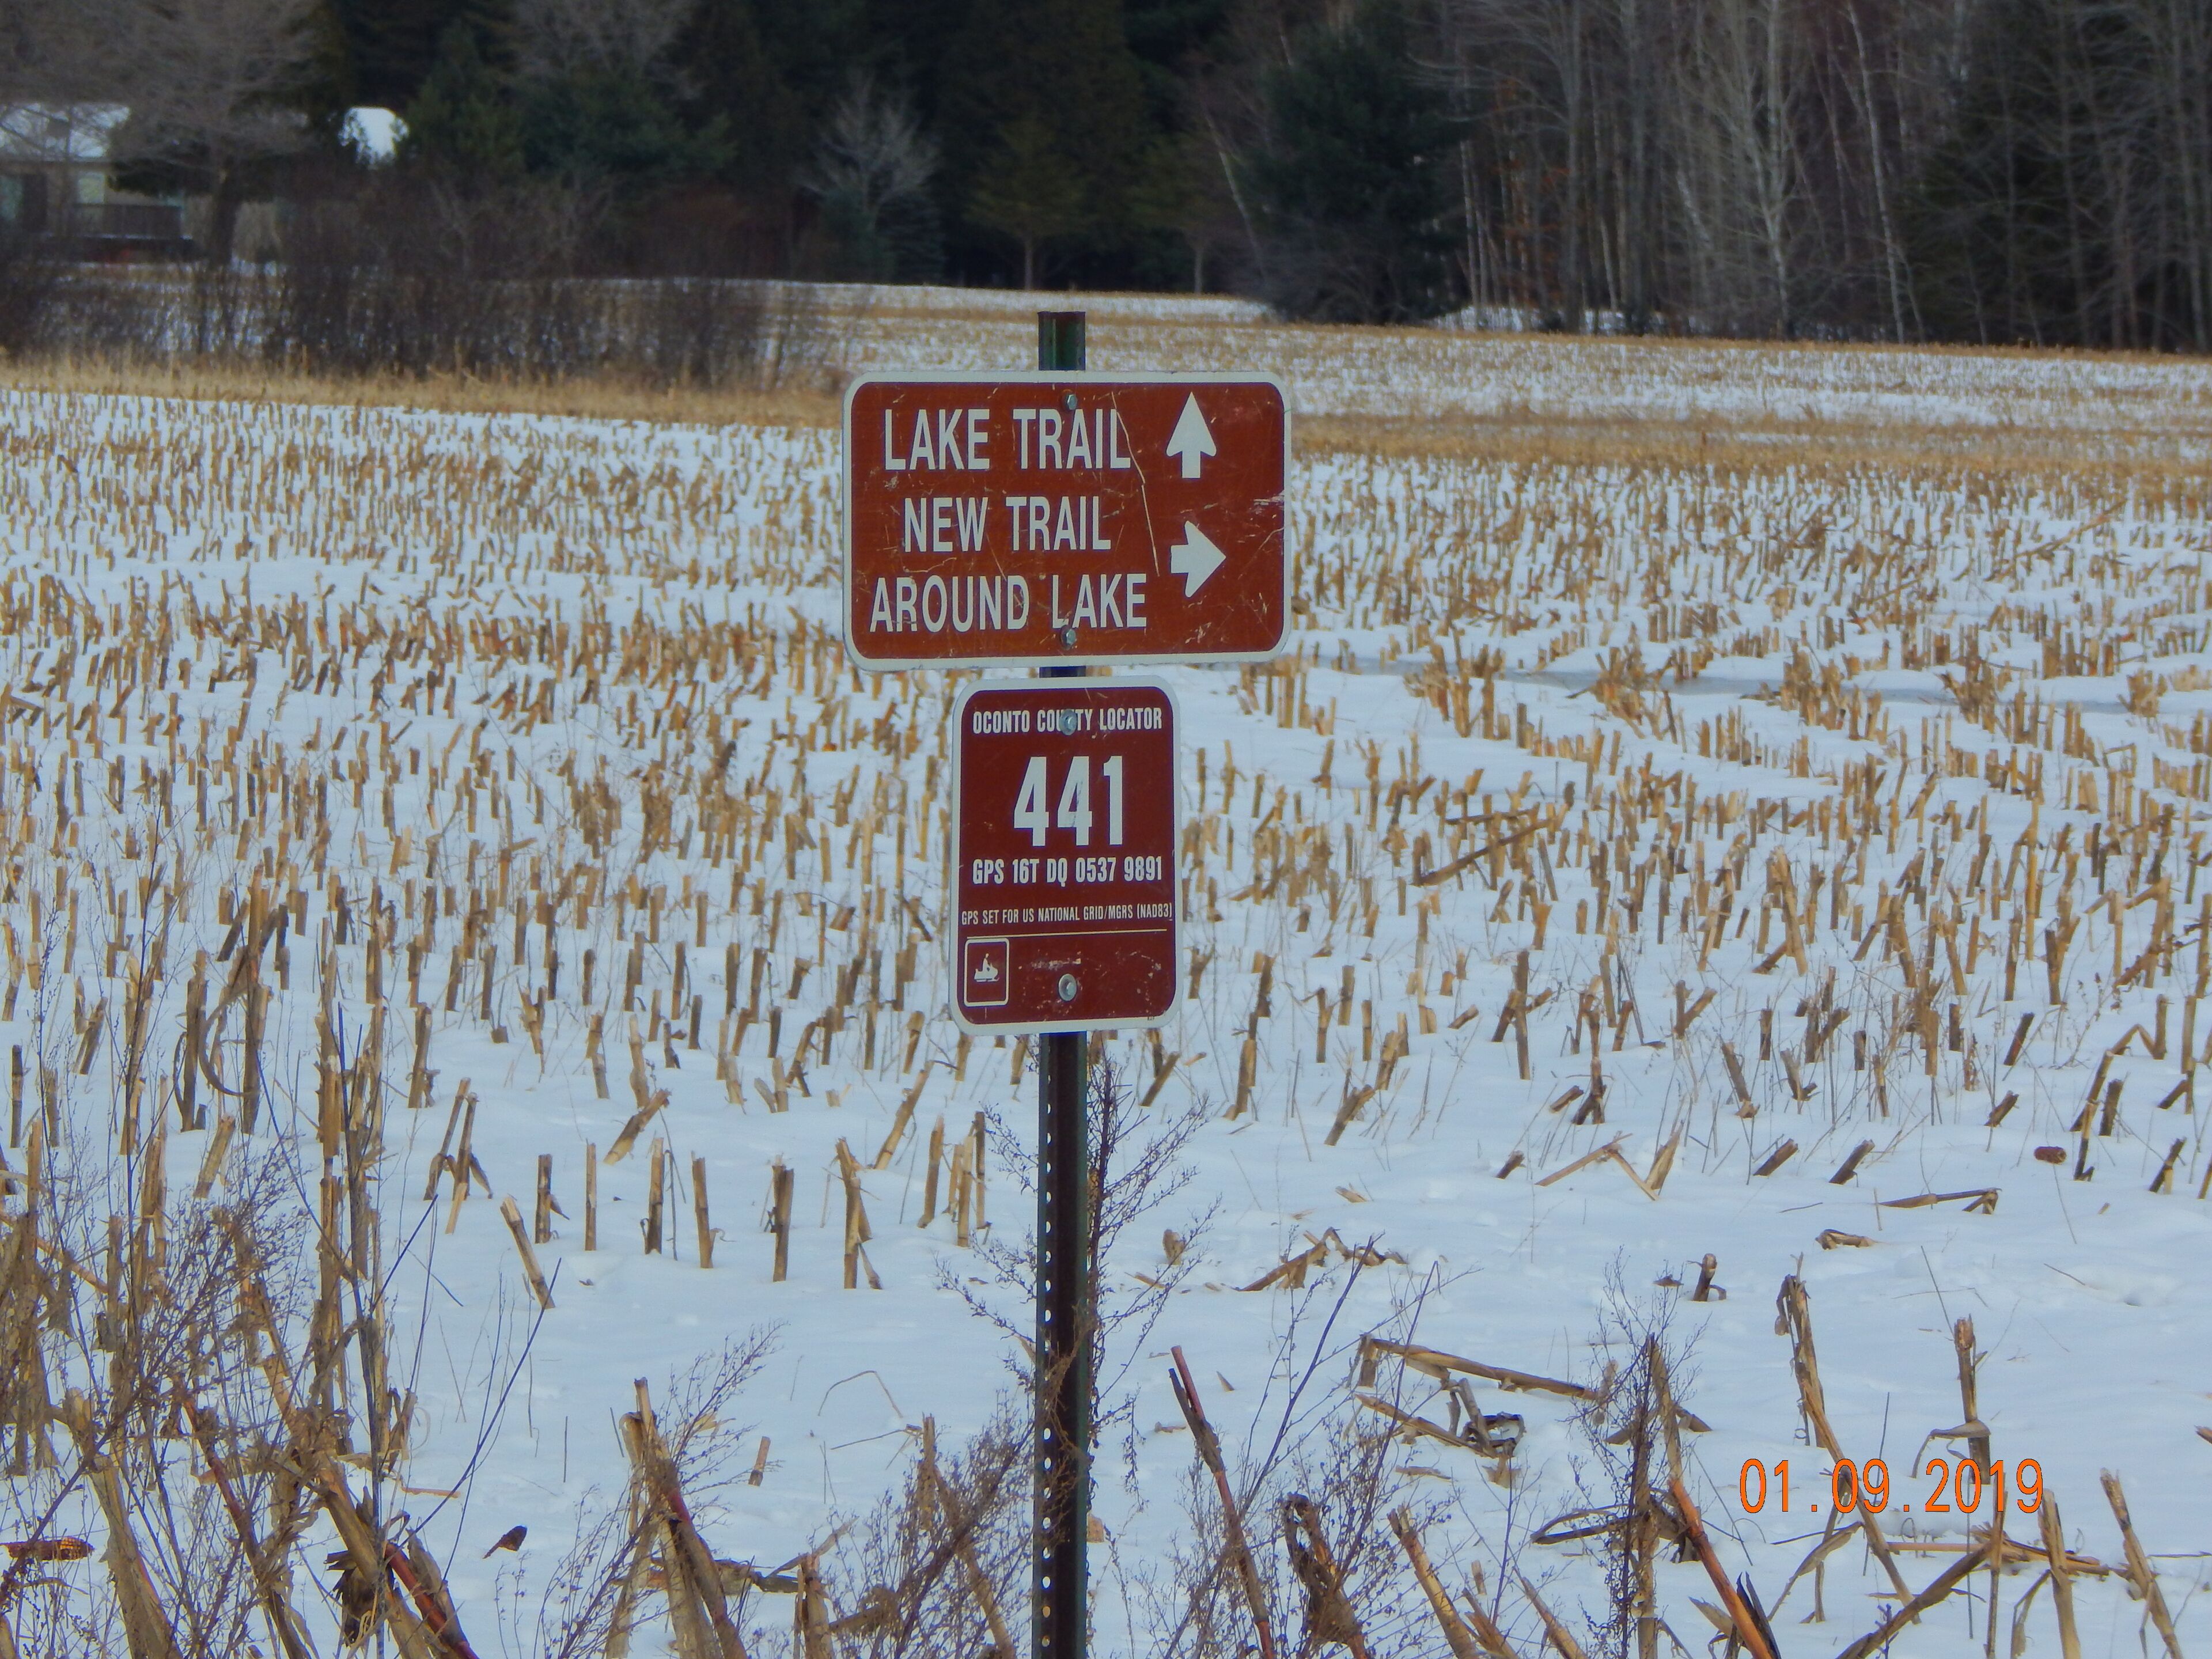 LAKE TRAIL
NEW TRAIL
AROUND LAKE
OCONTO COUNTY LOCATOR
441
GPS 16T DQ 0537 9891
GPS SET FOR US NATIONAL GRID/MGRS (NAD83)
01.09.2019